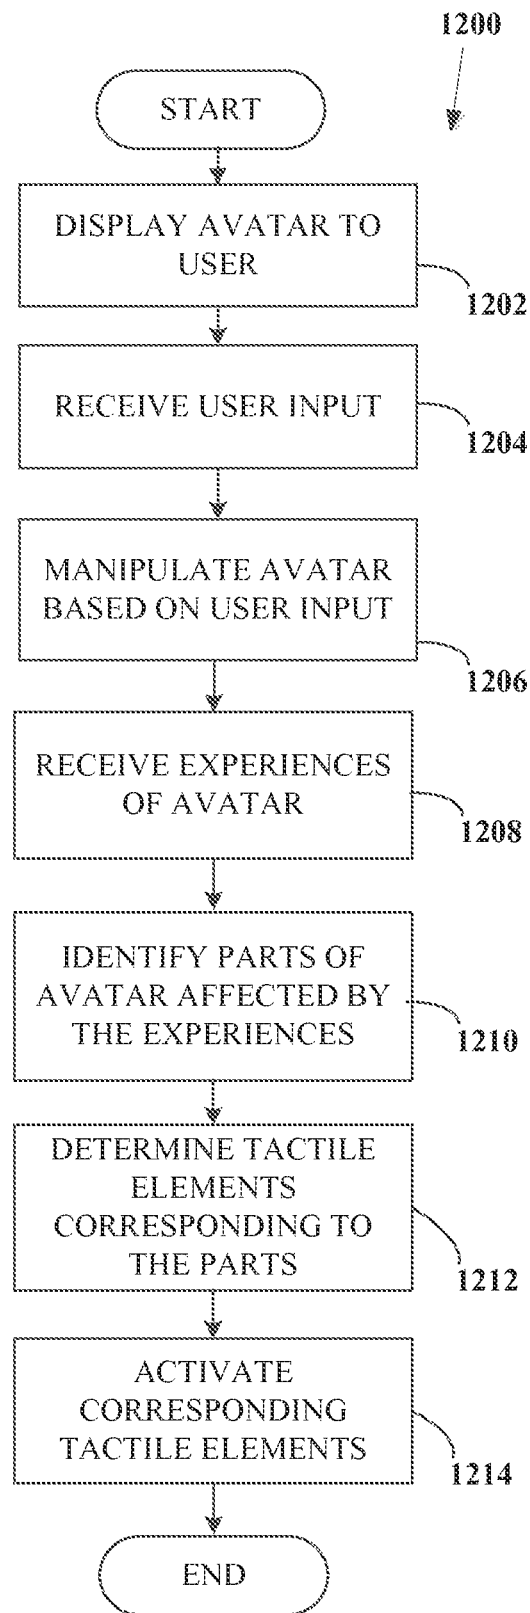 1200
START
DISPLAY AVATAR TO
USER
1202
RECEIVE USER INPUT
1204
MANIPULATE AVATAR
BASED ON USER INPUT
1206
RECEIVE EXPERIENCES
OF AVATAR
1208
IDENTIFY PARTS OF
AVATAR AFFECTED BY
THE EXPERIENCES
1210
DETERMINE TACTILE
ELEMENTS
CORRESPONDING TO
THE PARTS
1212
ACTIVATE
CORRESPONDING
TACTILE ELEMENTS
1214
END